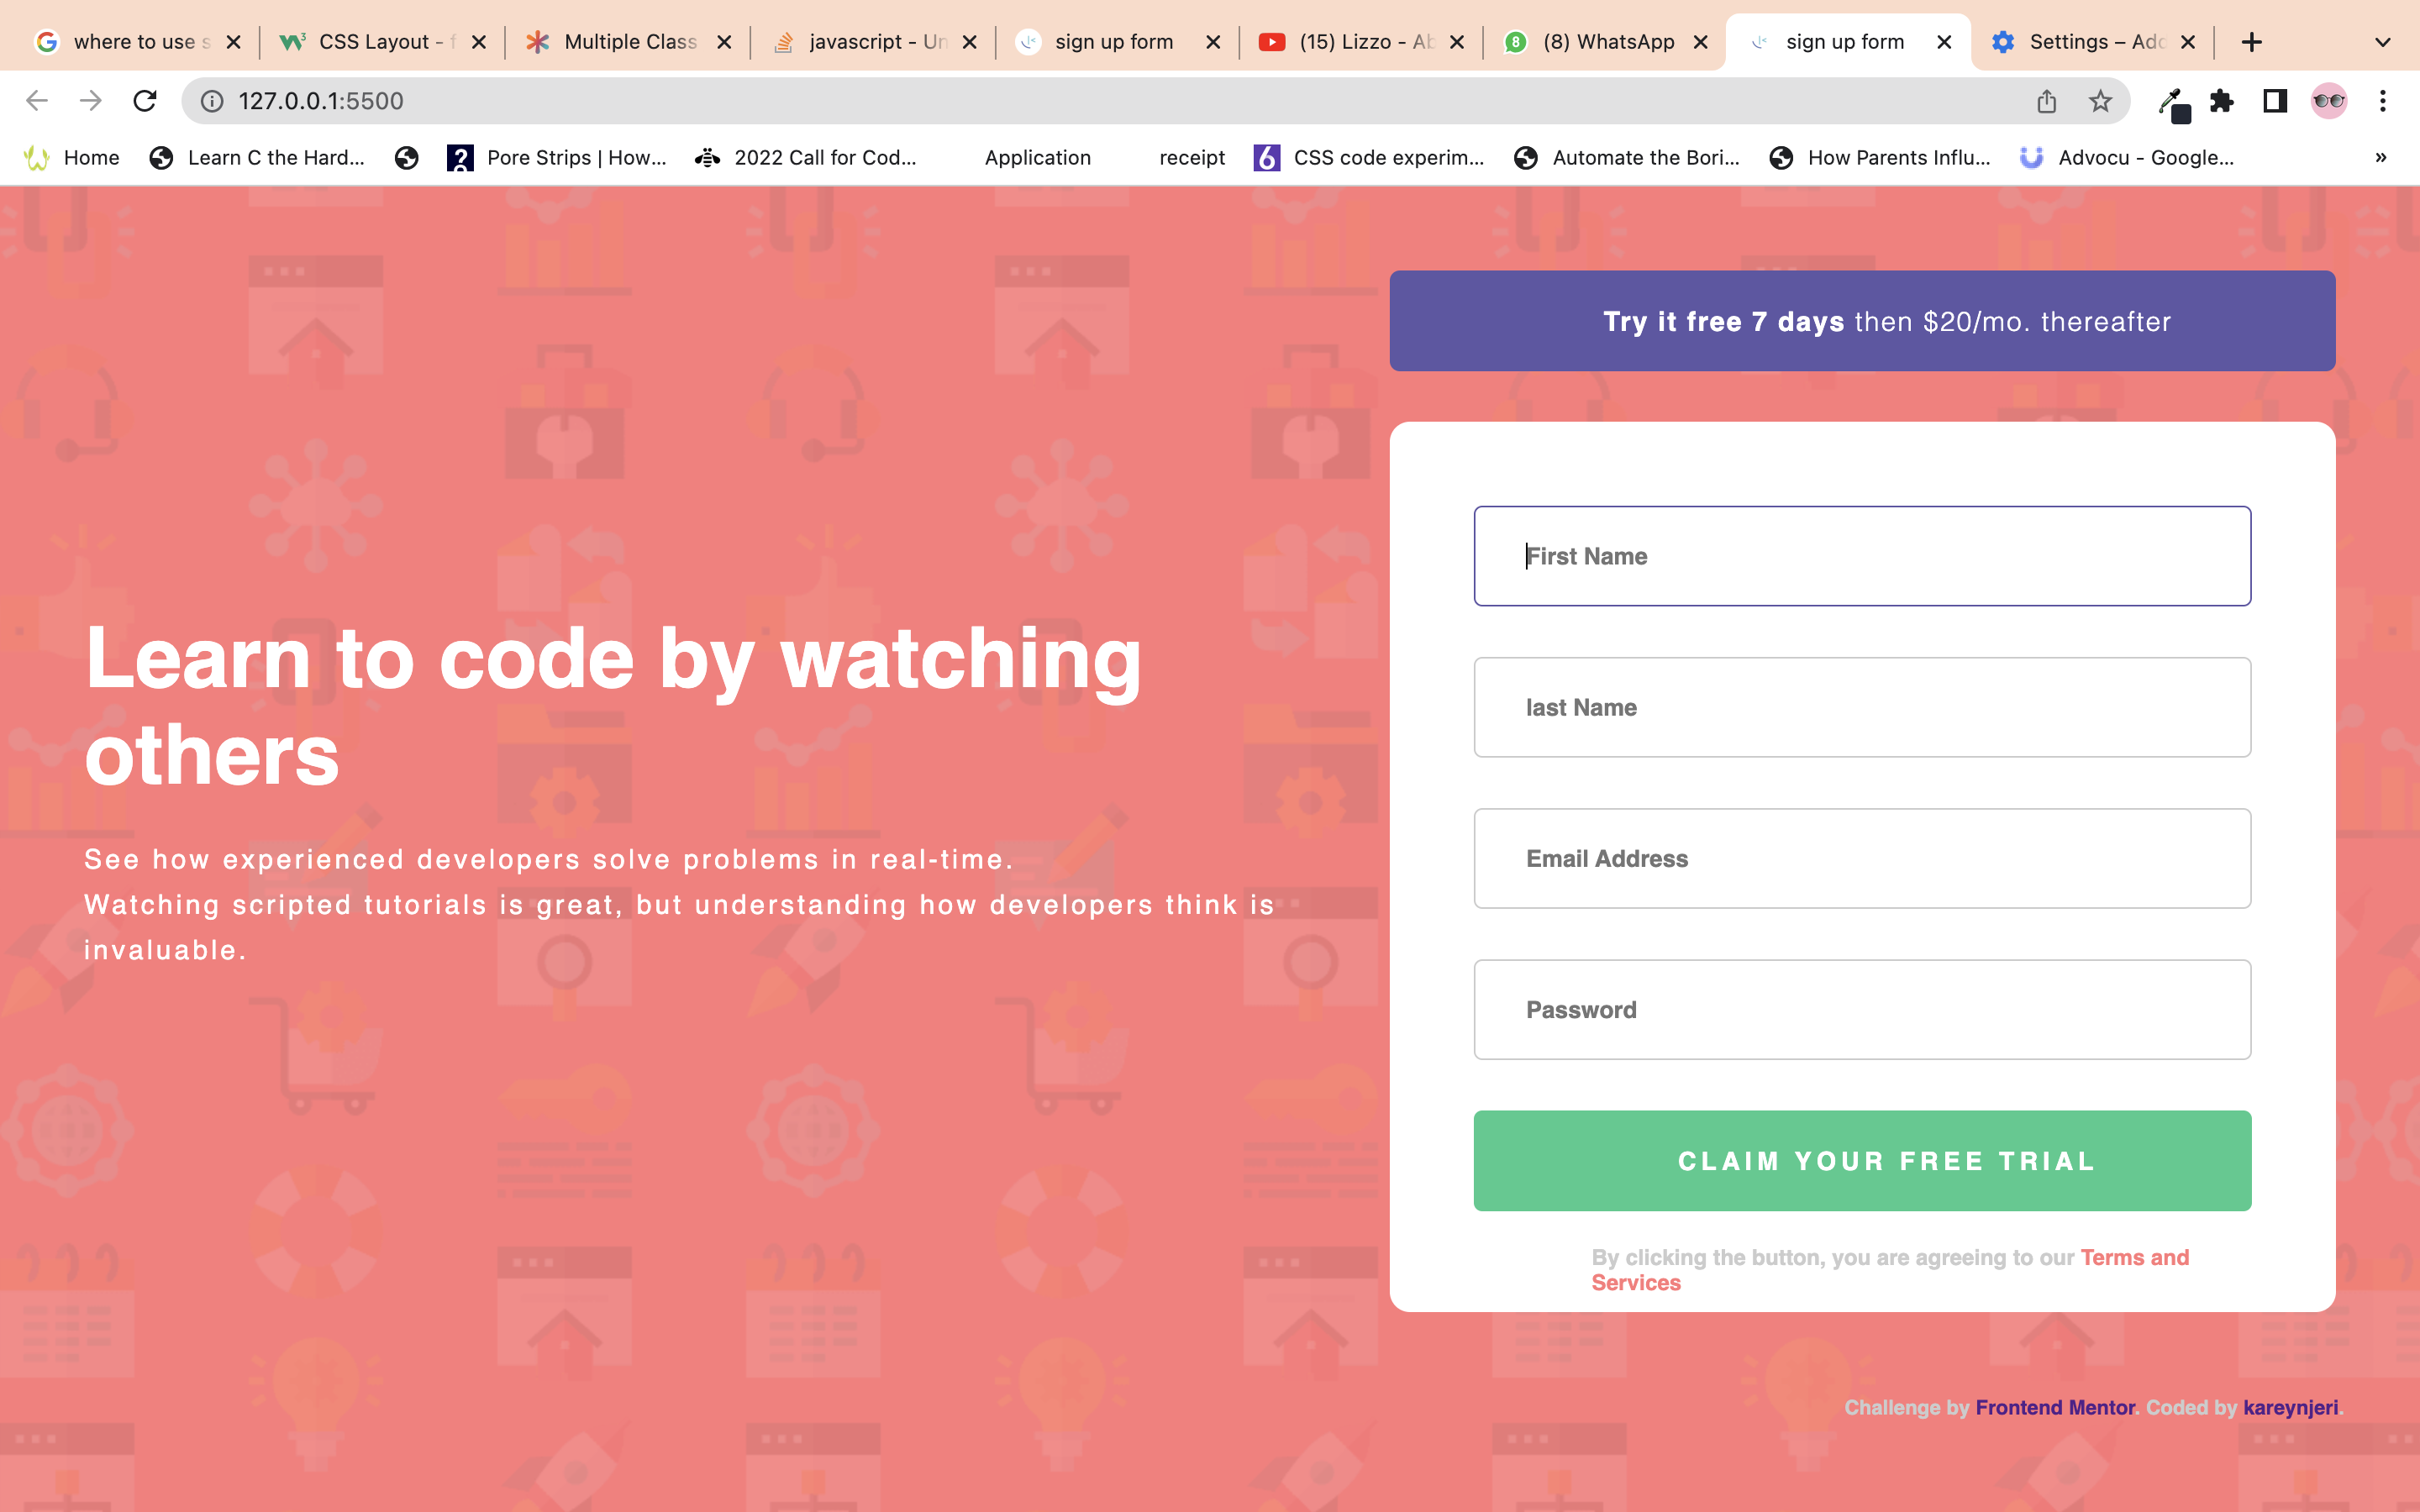 where to use s
CSS Layout - f
Multiple Class
javascript - Un
sign up form
(15) Lizzo - Ab
8
(8) WhatsApp
sign up form
Settings – Add
127.0.0.1:5500
Home
Learn C the Hard...
Pore Strips | How...
2022 Call for Cod...
Application
receipt
CSS code experim...
Automate the Bori...
How Parents Influ...
Advocu - Google...
»
Try it free 7 days then $20/mo. thereafter
Learn to code by watching
others
See how experienced developers solve problems in real-time.
Watching scripted tutorials is great, but understanding how developers think is
invaluable.
First Name
last Name
Email Address
Password
CLAIM YOUR FREE TRIAL
By clicking the button, you are agreeing to our Terms and
Services
Challenge by Frontend Mentor. Coded by kareynjeri.